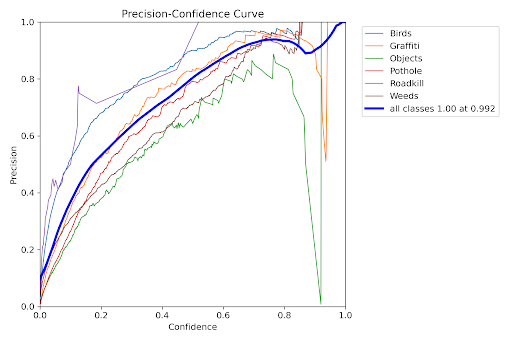 Precision-Confidence Curve
1.0
0.8
0.6
0.4
0.2
0.0
Precision
0.0 0.2 0.4 0.6 0.8 1.0
Confidence
Birds
Graffiti
Objects
Pothole
Roadkill
Weeds
all classes 1.00 at 0.992